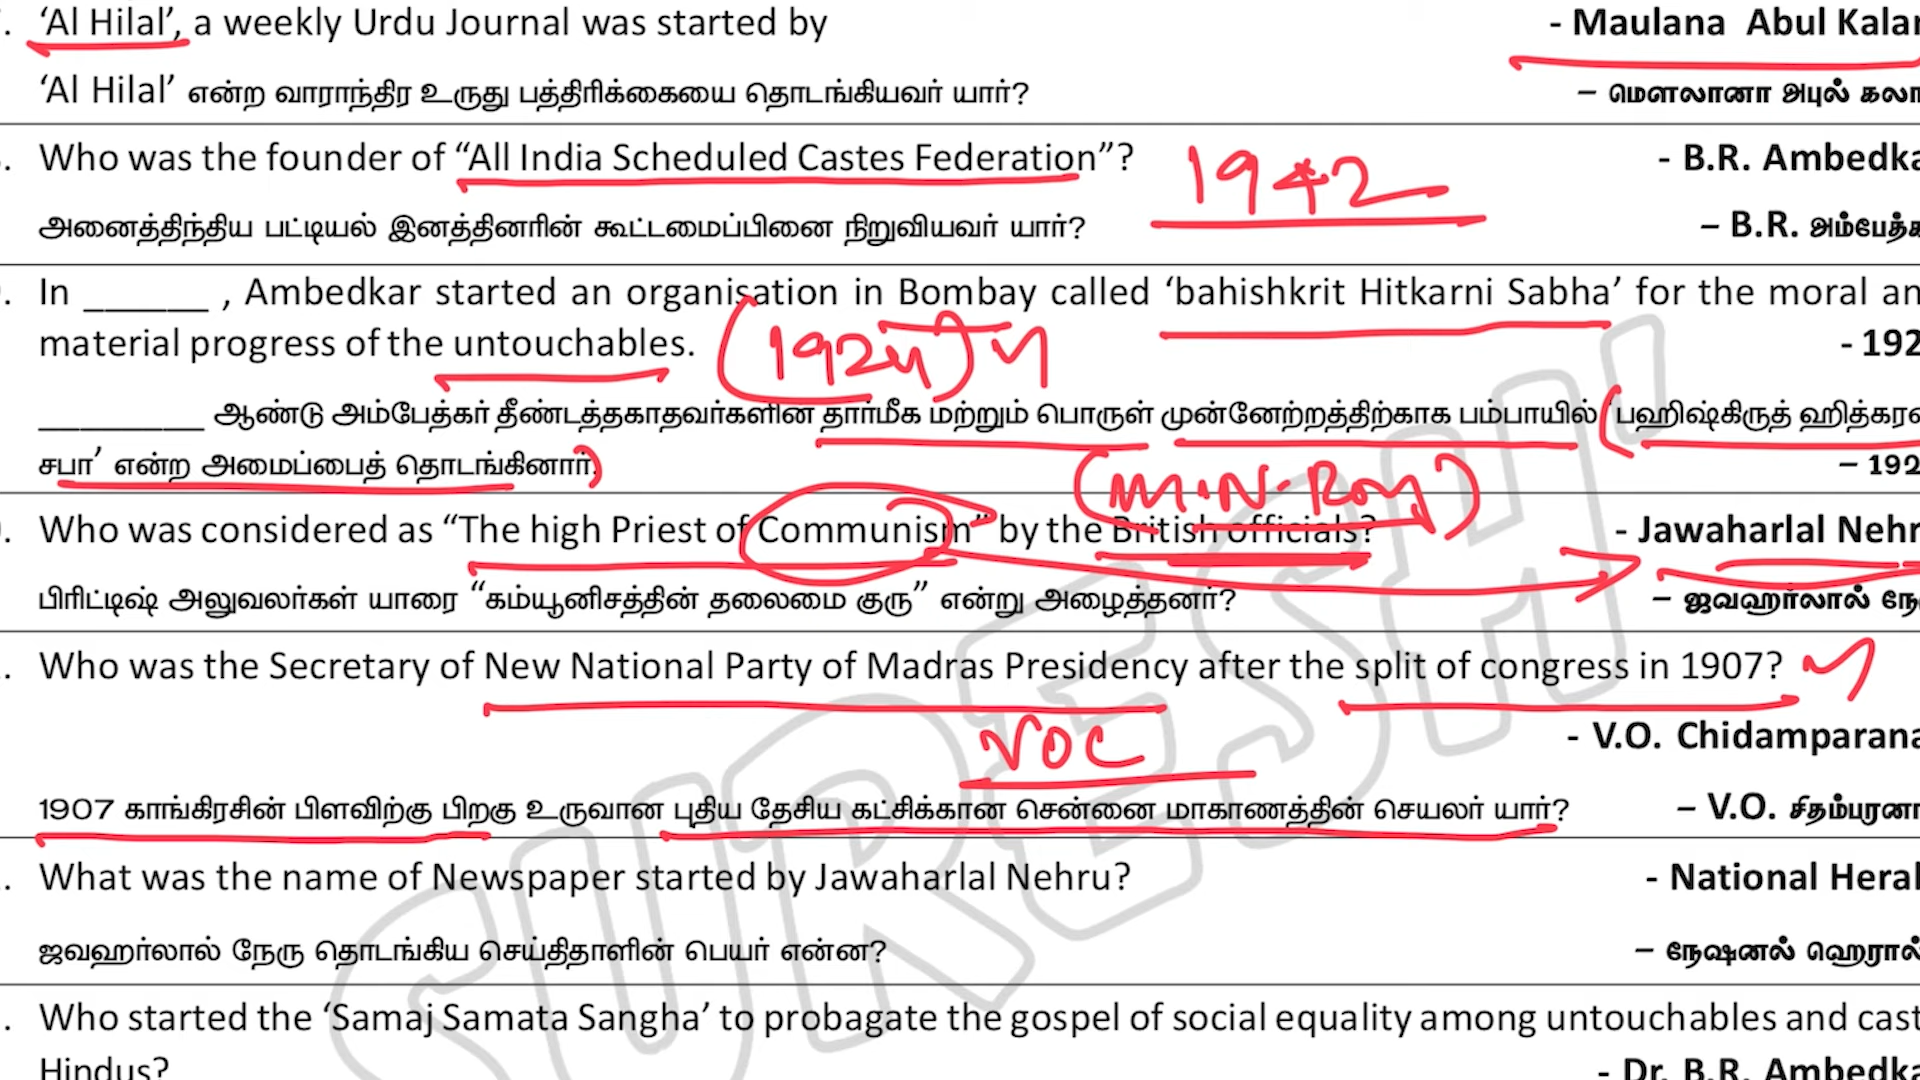 . ‘Al Hilal’, a weekly Urdu Journal was started by - Maulana Abul Kalam
‘Al Hilal’ என்ற வாராந்திர உருது பத்திரிக்கையை தொடங்கியவர் யார்? – மௌலானா அபுல் கலா
. Who was the founder of “All India Scheduled Castes Federation”? 1942 - B.R. Ambedka
அனைத்திந்திய பட்டியல் இனத்தினரின் கூட்டமைப்பினை நிறுவியவர் யார்? – B.R. அம்பேத்க
. In ______ , Ambedkar started an organisation in Bombay called ‘bahishkrit Hitkarni Sabha’ for the moral an
material progress of the untouchables. (1924) - 192
________ ஆண்டு அம்பேத்கர் தீண்டத்தகாதவர்களின் தார்மீக மற்றும் பொருள் முன்னேற்றத்திற்காக பம்பாயில் ‘பஹிஷ்கிருத் ஹித்கரனி
சபா’ என்ற அமைப்பைத் தொடங்கினார். – 192
(M.N.Roy)
. Who was considered as “The high Priest of Communism” by the British officials? - Jawaharlal Nehr
பிரிட்டிஷ் அலுவலர்கள் யாரை “கம்யூனிசத்தின் தலைமை குரு” என்று அழைத்தனர்? – ஜவஹர்லால் நே
. Who was the Secretary of New National Party of Madras Presidency after the split of congress in 1907?
VOC - V.O. Chidamparana
1907 காங்கிரசின் பிளவிற்கு பிறகு உருவான புதிய தேசிய கட்சிக்கான சென்னை மாகாணத்தின் செயலர் யார்? – V.O. சிதம்பரனா
. What was the name of Newspaper started by Jawaharlal Nehru? - National Heral
ஜவஹர்லால் நேரு தொடங்கிய செய்திதாளின் பெயர் என்ன? – நேஷனல் ஹெரால்
. Who started the ‘Samaj Samata Sangha’ to probagate the gospel of social equality among untouchables and cast
Hindus? - Dr. B.R. Ambedka
SURESH'